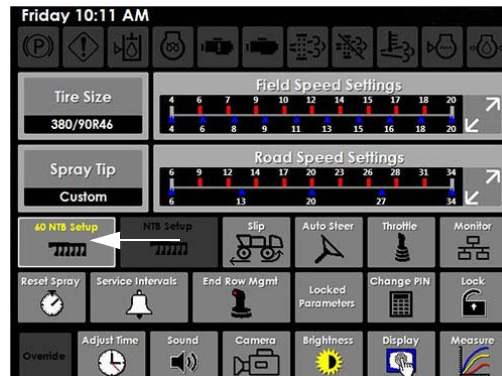 Friday 10:11 AM
Tire Size
380/90R46
Field Speed Settings
4 6 7 9 10 12 14 15 17 18 20
4 6 8 9 11 13 15 16 18 20
Spray Tip
Custom
Road Speed Settings
6 9 12 14 17 20 23 26 28 31 34
6 13 20 27 34
60 NTB Setup
NTB Setup
Slip
Auto Steer
Throttle
Monitor
Reset Spray
Service Intervals
End Row Mgmt
Locked
Parameters
Change PIN
Lock
Override
Adjust Time
Sound
Camera
Brightness
Display
Measure